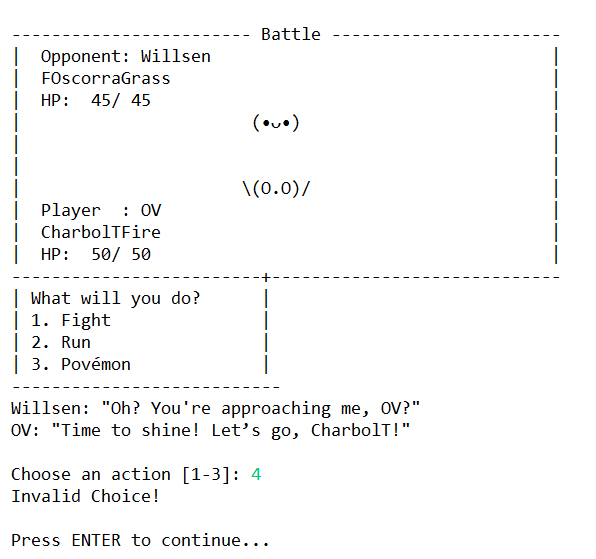 ------------------------ Battle -----------------------
|  Opponent: Willsen                                  |
|  FOscorraGrass                                      |
|  HP:  45/ 45                                        |
|                       (•ᴗ•)                         |
|                                                     |
|                                                     |
|                      \(O.O)/                        |
|  Player  : OV                                       |
|  CharbolTFire                                       |
|  HP:  50/ 50                                        |
-------------------------+-----------------------------
| What will you do?      |
| 1. Fight               |
| 2. Run                 |
| 3. Povémon             |
---------------------------
Willsen: "Oh? You're approaching me, OV?"
OV: "Time to shine! Let’s go, CharbolT!"
Choose an action [1-3]: 4
Invalid Choice!
Press ENTER to continue...